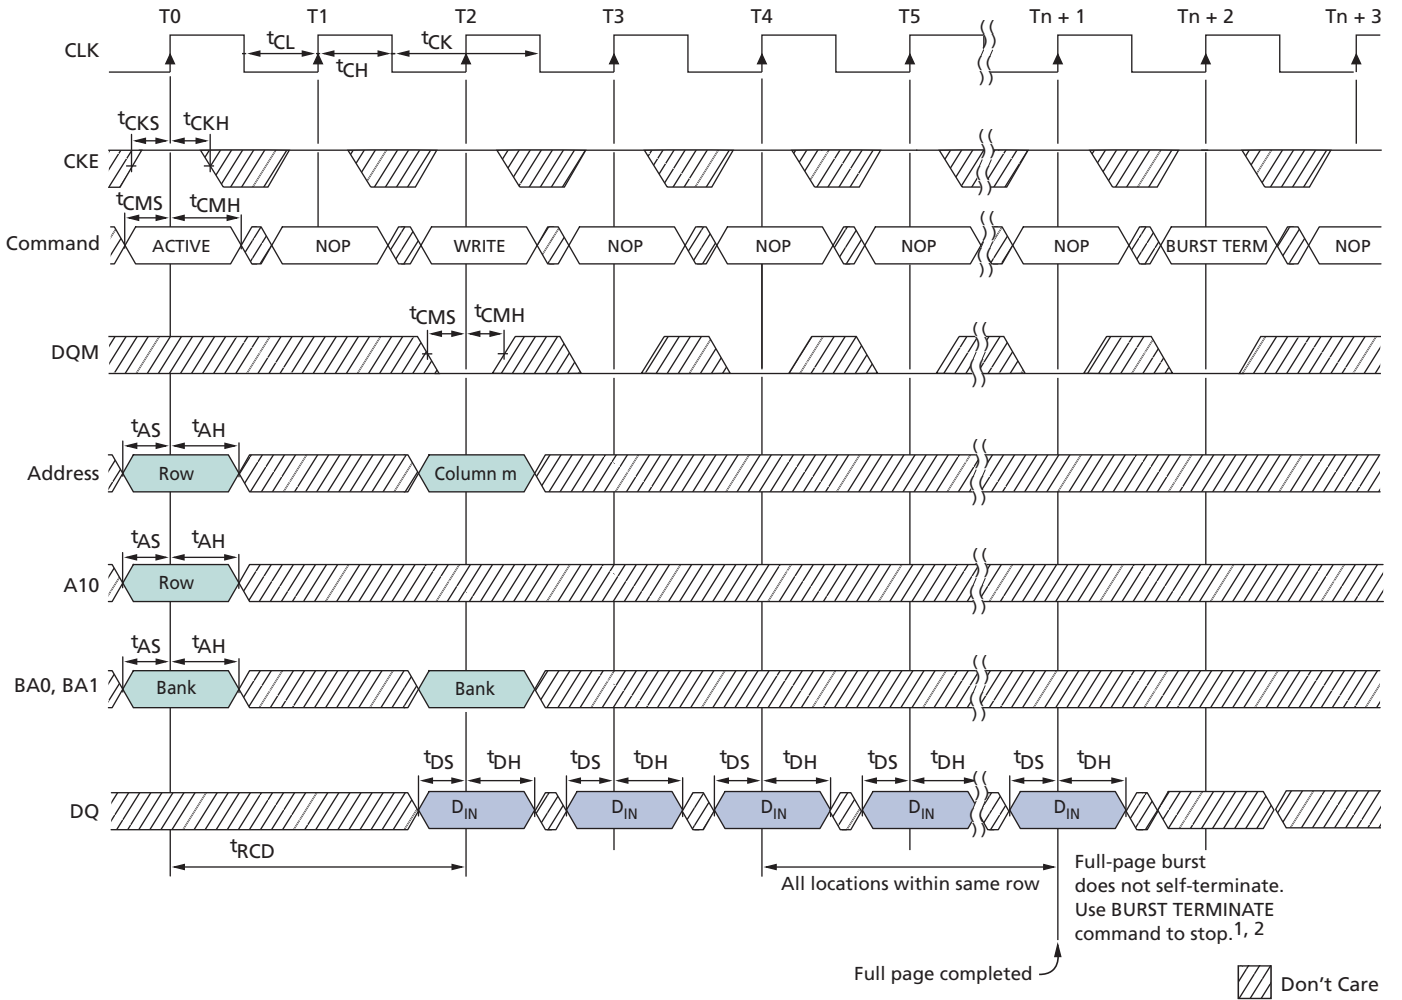 T0 T1 T2 T3 T4 T5 Tn + 1 Tn + 2 Tn + 3
CLK
tCL tCK
tCH
tCKS tCKH
CKE
tCMS tCMH
Command ACTIVE NOP WRITE NOP NOP NOP NOP BURST TERM NOP
tCMS tCMH
DQM
tAS tAH
Address Row Column m
tAS tAH
A10 Row
tAS tAH
BA0, BA1 Bank Bank
tDS tDH tDS tDH tDS tDH tDS tDH tDS tDH
DQ DIN DIN DIN DIN DIN
tRCD
All locations within same row
Full-page burst
does not self-terminate.
Use BURST TERMINATE
command to stop.1, 2
Full page completed
Don't Care